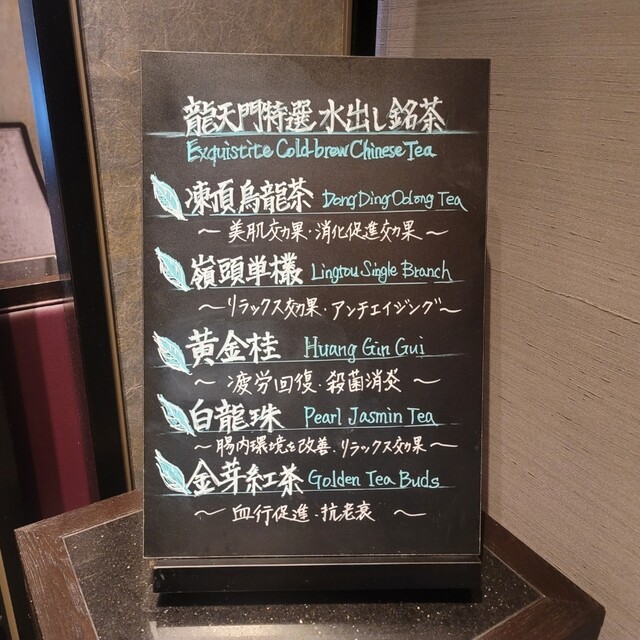 龍天門特選 水出し銘茶
Exquistite Cold-brew Chinese Tea
凍頂烏龍茶 Dong Ding Oolong Tea
～ 美肌効果・消化促進効果 ～
嶺頭単欉 Lingtou Single Branch
～ リラックス効果・アンチエイジング ～
黄金桂 Huang Gin Gui
～ 疲労回復・殺菌消炎 ～
白龍珠 Pearl Jasmin Tea
～ 腸内環境を改善・リラックス効果 ～
金芽紅茶 Golden Tea Buds
～ 血行促進・抗老衰 ～